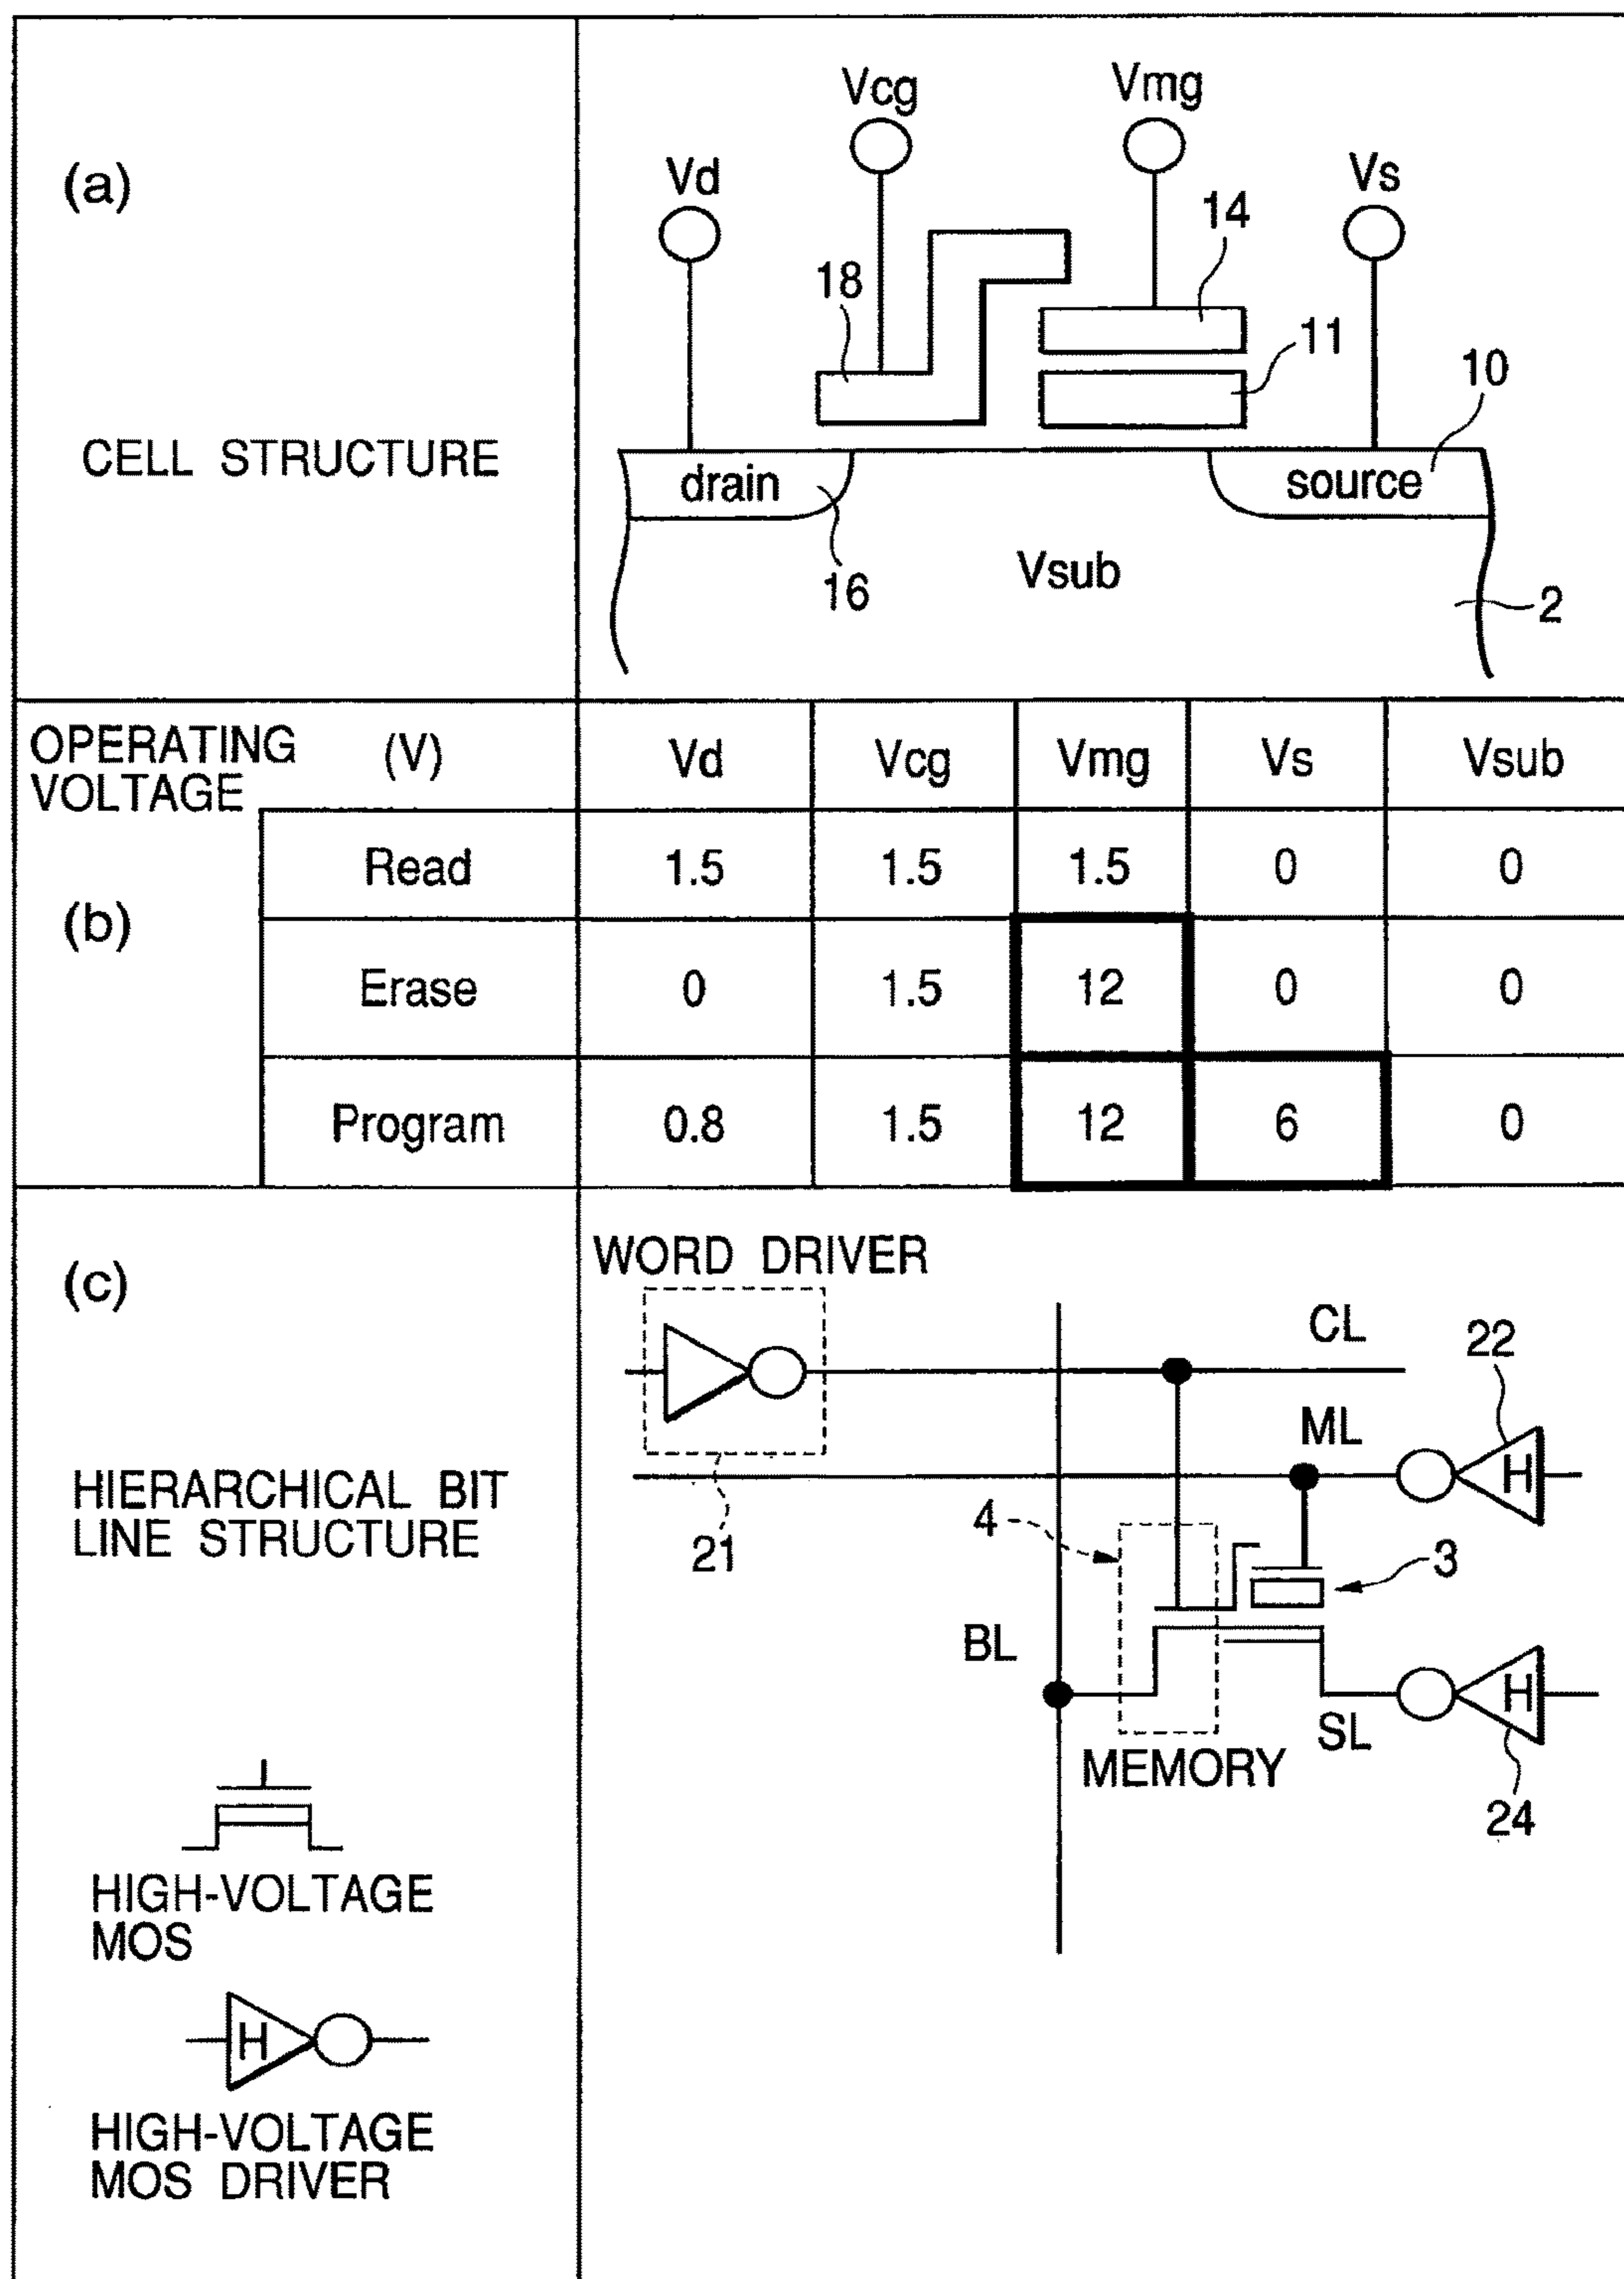 (a)
CELL STRUCTURE
Vd
Vcg
Vmg
Vs
18
14
11
10
drain
source
16
Vsub
2
OPERATING VOLTAGE (V) Vd Vcg Vmg Vs Vsub
(b)
Read 1.5 1.5 1.5 0 0
Erase 0 1.5 12 0 0
Program 0.8 1.5 12 6 0
(c)
HIERARCHICAL BIT
LINE STRUCTURE
HIGH-VOLTAGE
MOS
H
HIGH-VOLTAGE
MOS DRIVER
WORD DRIVER
21
CL
22
ML
H
4
3
BL
H
SL
MEMORY
24